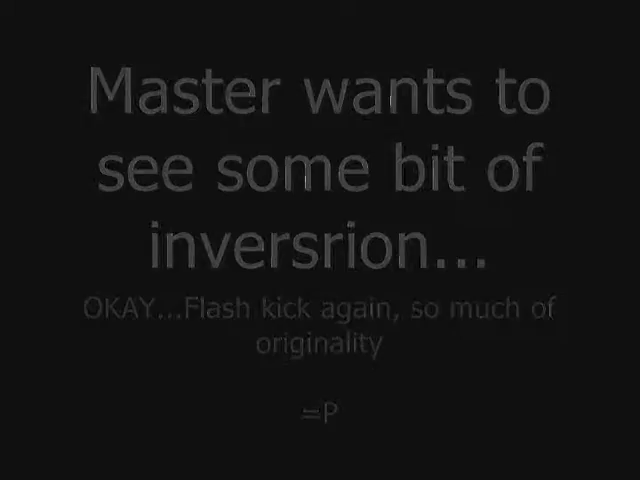 Master wants to
see some bit of
inversrion...
OKAY...Flash kick again, so much of
originality
=P